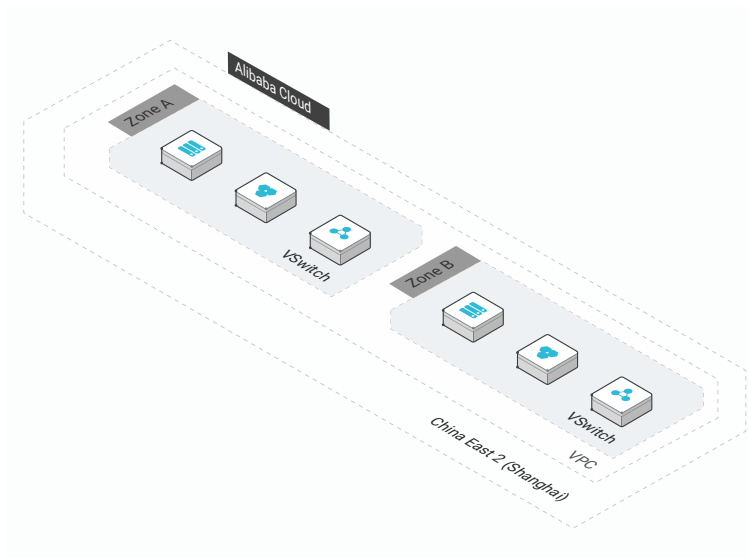 Alibaba Cloud
Zone A
VSwitch
Zone B
VSwitch
VPC
China East 2 (Shanghai)